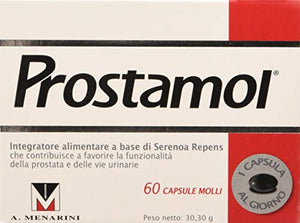 Prostamol®
Integratore alimentare a base di Serenoa Repens
che contribuisce a favorire la funzionalità
della prostata e delle vie urinarie
1 CAPSULA
AL GIORNO
60 CAPSULE MOLLI
A. MENARINI
Peso netto: 30,30 g